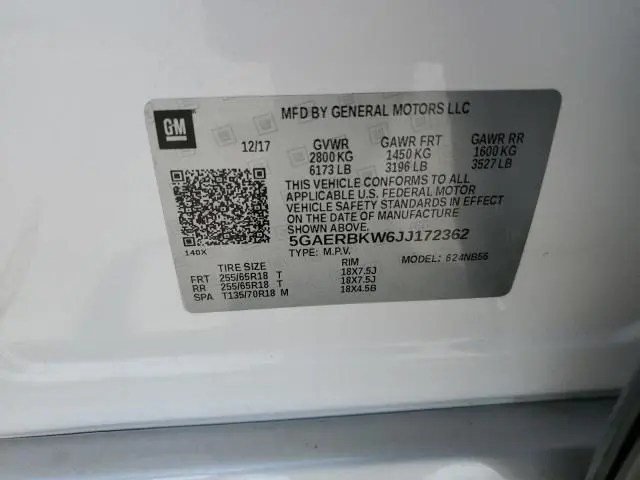 GM
MFD BY GENERAL MOTORS LLC
12/17 GVWR GAWR FRT GAWR RR
2800 KG 1450 KG 1600 KG
6173 LB 3196 LB 3527 LB
THIS VEHICLE CONFORMS TO ALL
APPLICABLE U.S. FEDERAL MOTOR
VEHICLE SAFETY STANDARDS IN EFFECT
ON THE DATE OF MANUFACTURE
SHOWN ABOVE.
5GAERBKW6JJ172362
140X
TYPE: M.P.V. MODEL: 624NB56
TIRE SIZE RIM
FRT 255/65R18 T 18X7.5J
RR 255/65R18 T 18X7.5J
SPA T135/70R18 M 18X4.5B